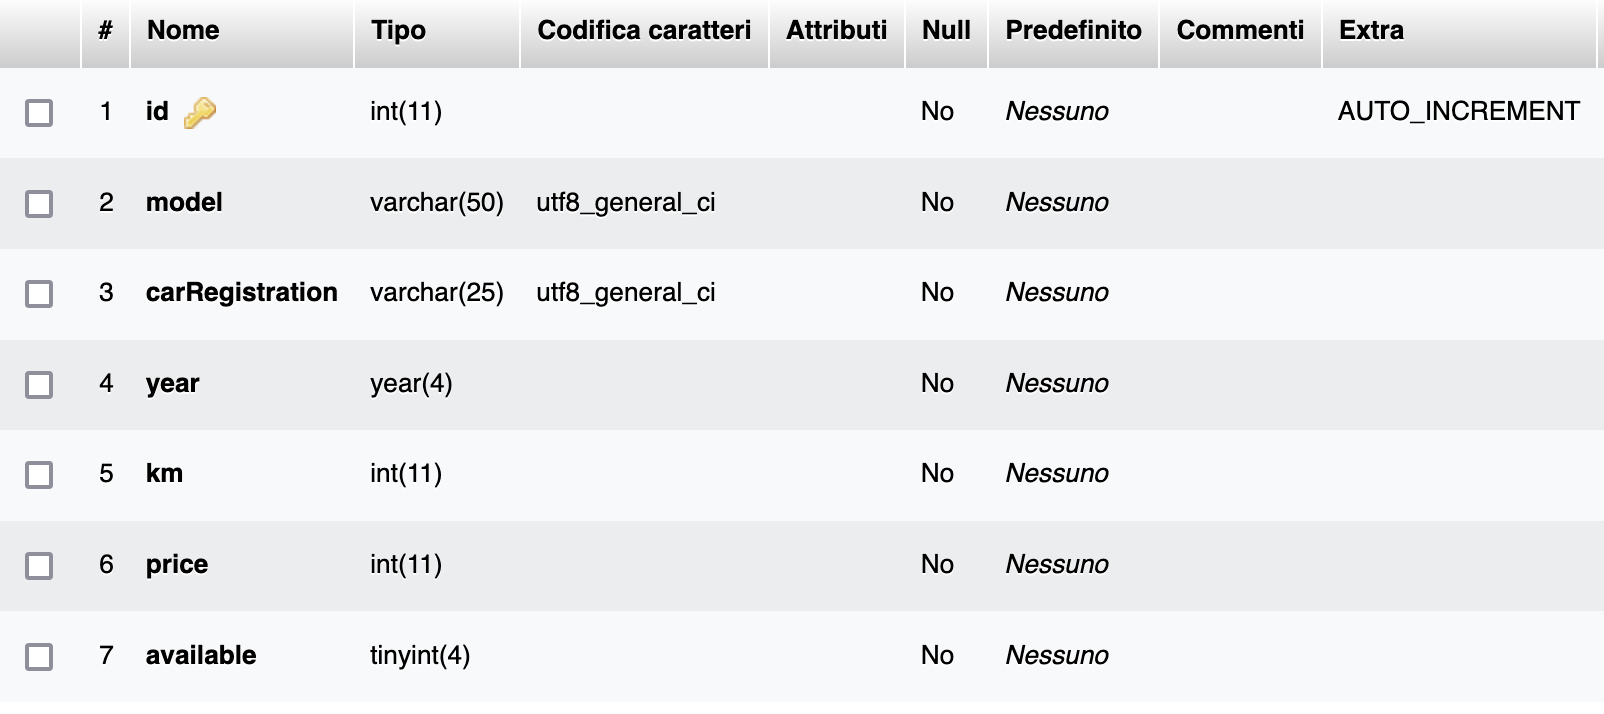 # Nome Tipo Codifica caratteri Attributi Null Predefinito Commenti Extra
1 id int(11) No Nessuno AUTO_INCREMENT
2 model varchar(50) utf8_general_ci No Nessuno
3 carRegistration varchar(25) utf8_general_ci No Nessuno
4 year year(4) No Nessuno
5 km int(11) No Nessuno
6 price int(11) No Nessuno
7 available tinyint(4) No Nessuno